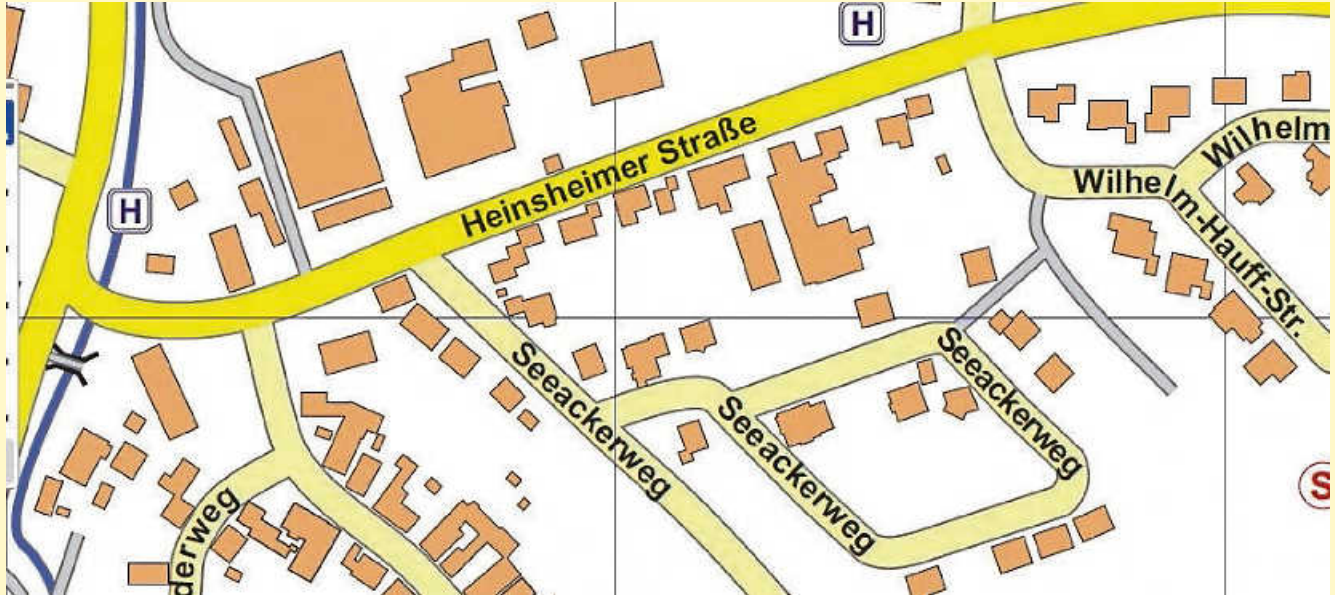 H
Heinsheimer Straße
Wilhelm
Wilhelm-Hauff-Str.
H
Seeackerweg
Seeackerweg
Seeackerweg
S
derweg